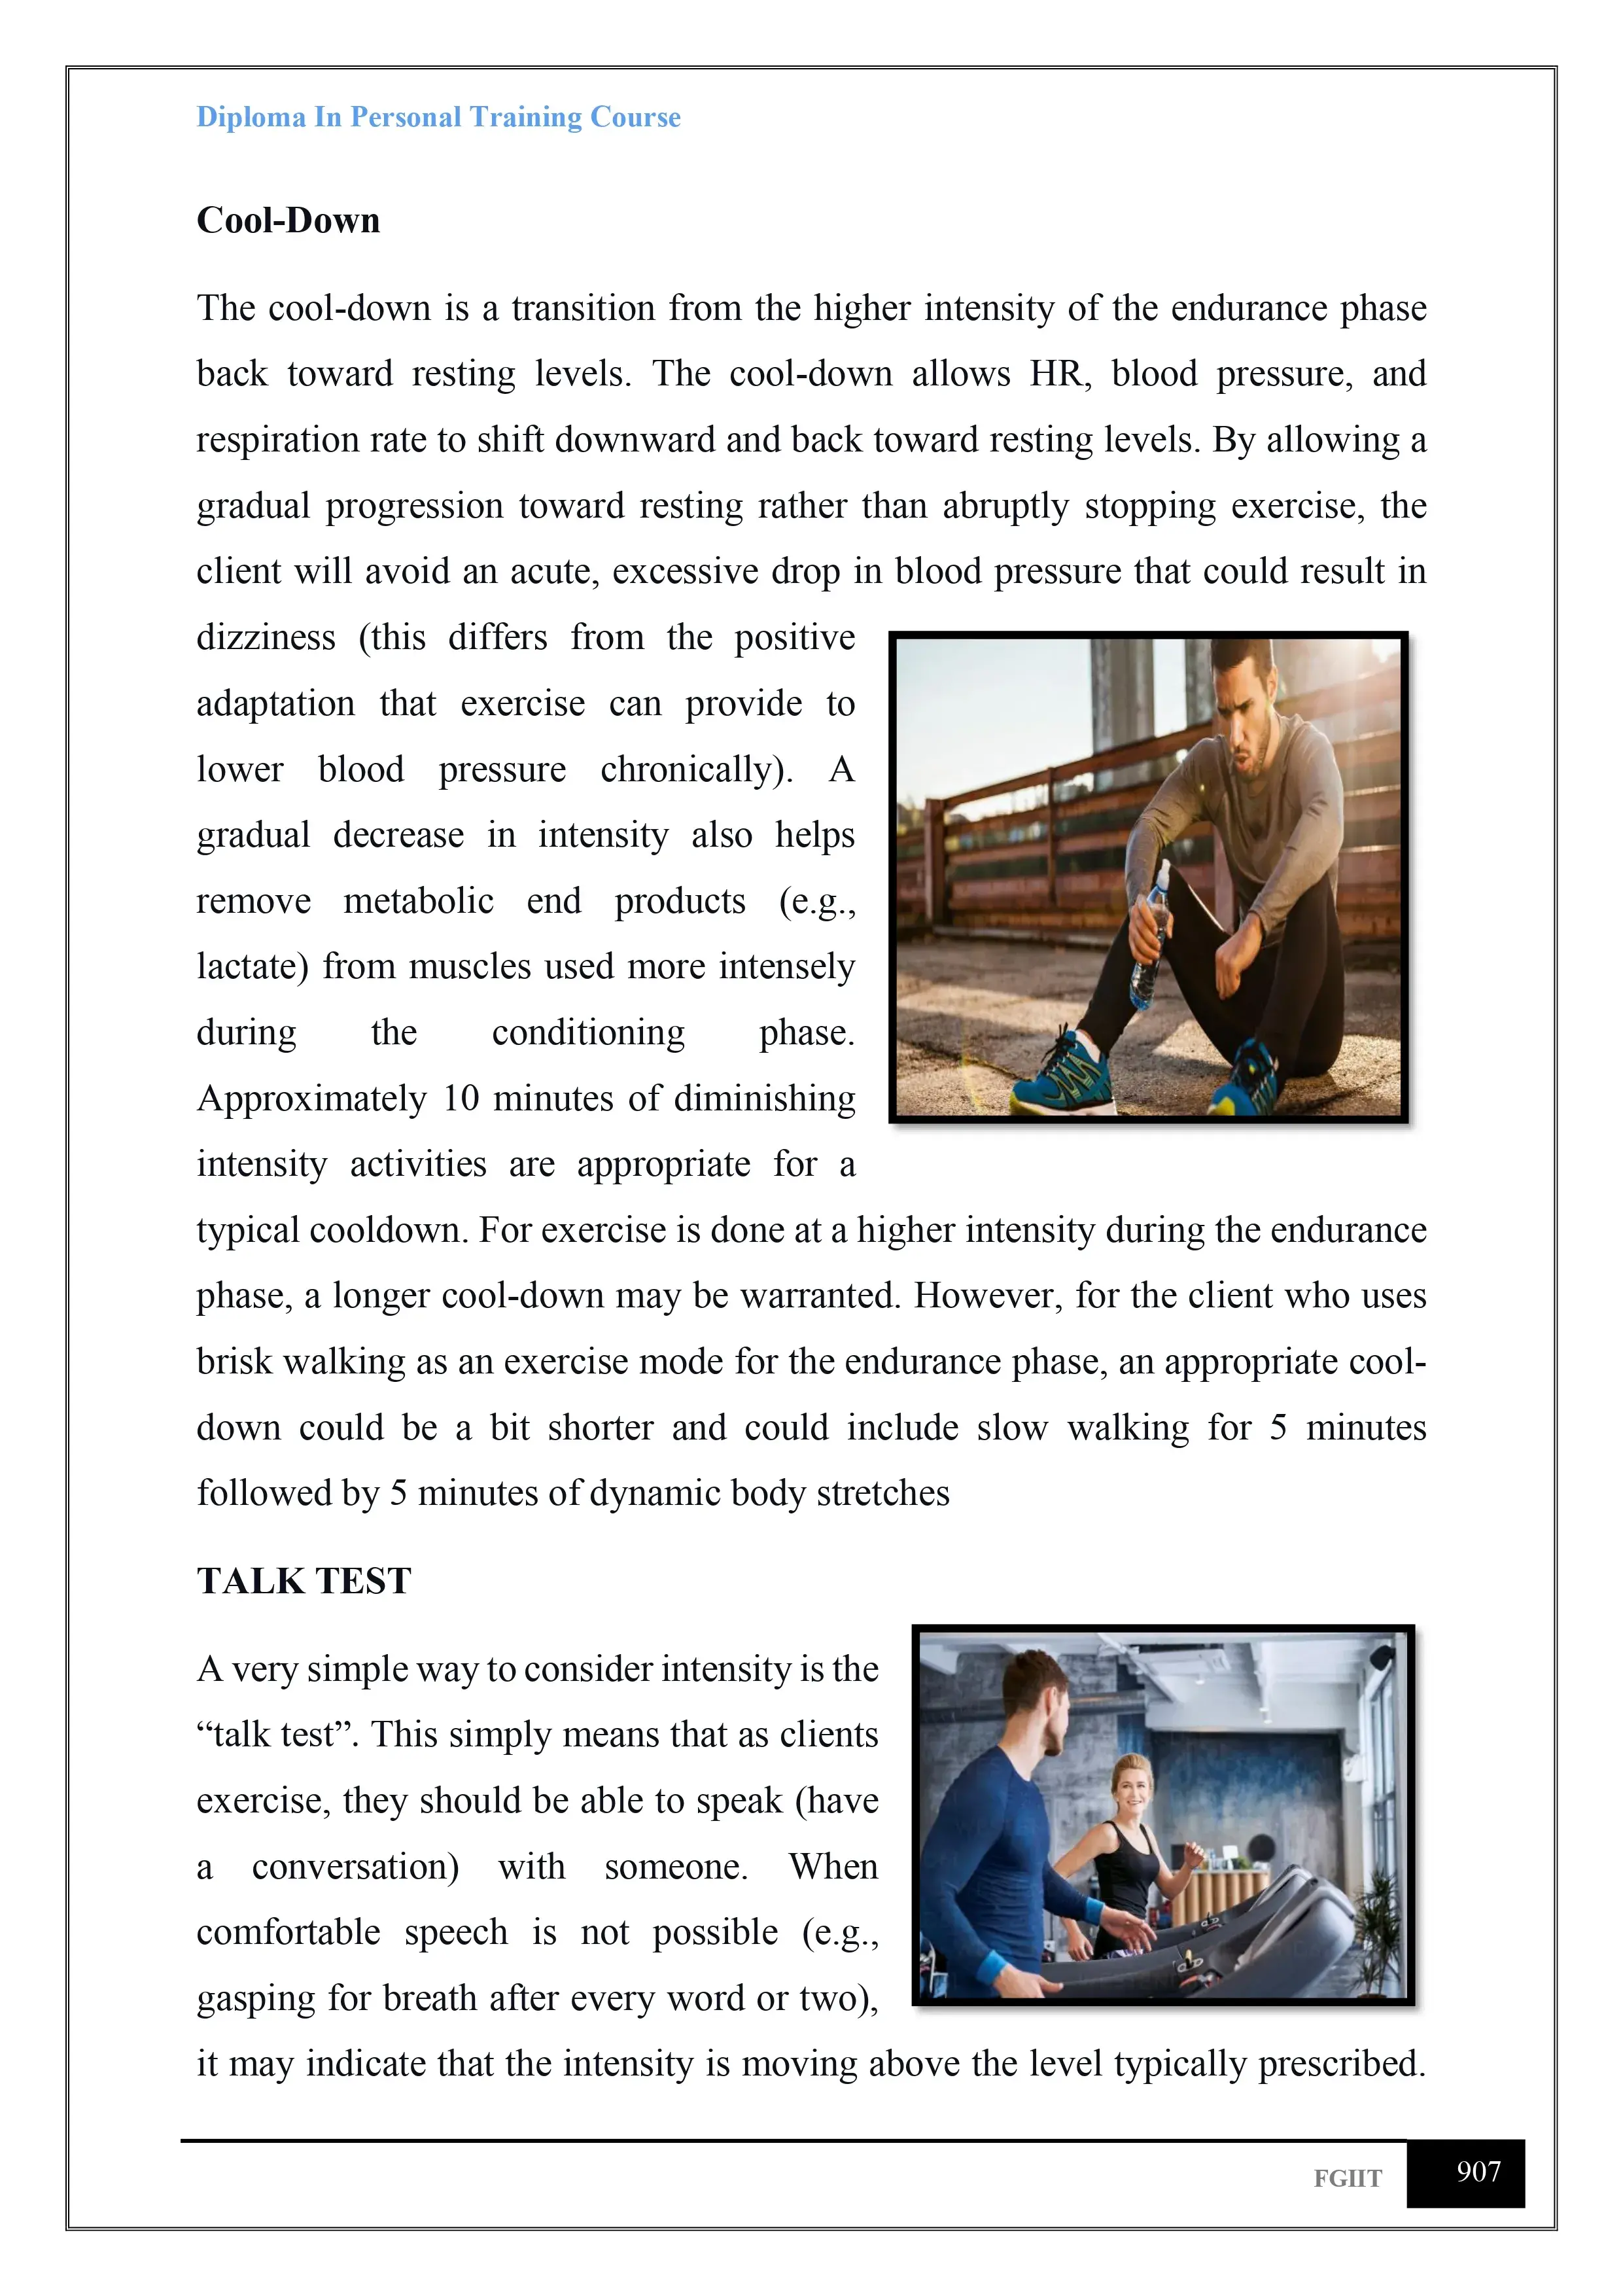 Diploma In Personal Training Course
Cool-Down
The cool-down is a transition from the higher intensity of the endurance phase
back toward resting levels. The cool-down allows HR, blood pressure, and
respiration rate to shift downward and back toward resting levels. By allowing a
gradual progression toward resting rather than abruptly stopping exercise, the
client will avoid an acute, excessive drop in blood pressure that could result in
dizziness (this differs from the positive
adaptation that exercise can provide to
lower blood pressure chronically). A
gradual decrease in intensity also helps
remove metabolic end products (e.g.,
lactate) from muscles used more intensely
during the conditioning phase.
Approximately 10 minutes of diminishing
intensity activities are appropriate for a
typical cooldown. For exercise is done at a higher intensity during the endurance
phase, a longer cool-down may be warranted. However, for the client who uses
brisk walking as an exercise mode for the endurance phase, an appropriate cool-
down could be a bit shorter and could include slow walking for 5 minutes
followed by 5 minutes of dynamic body stretches
TALK TEST
A very simple way to consider intensity is the
“talk test”. This simply means that as clients
exercise, they should be able to speak (have
a conversation) with someone. When
comfortable speech is not possible (e.g.,
gasping for breath after every word or two),
it may indicate that the intensity is moving above the level typically prescribed.
FGIIT
907